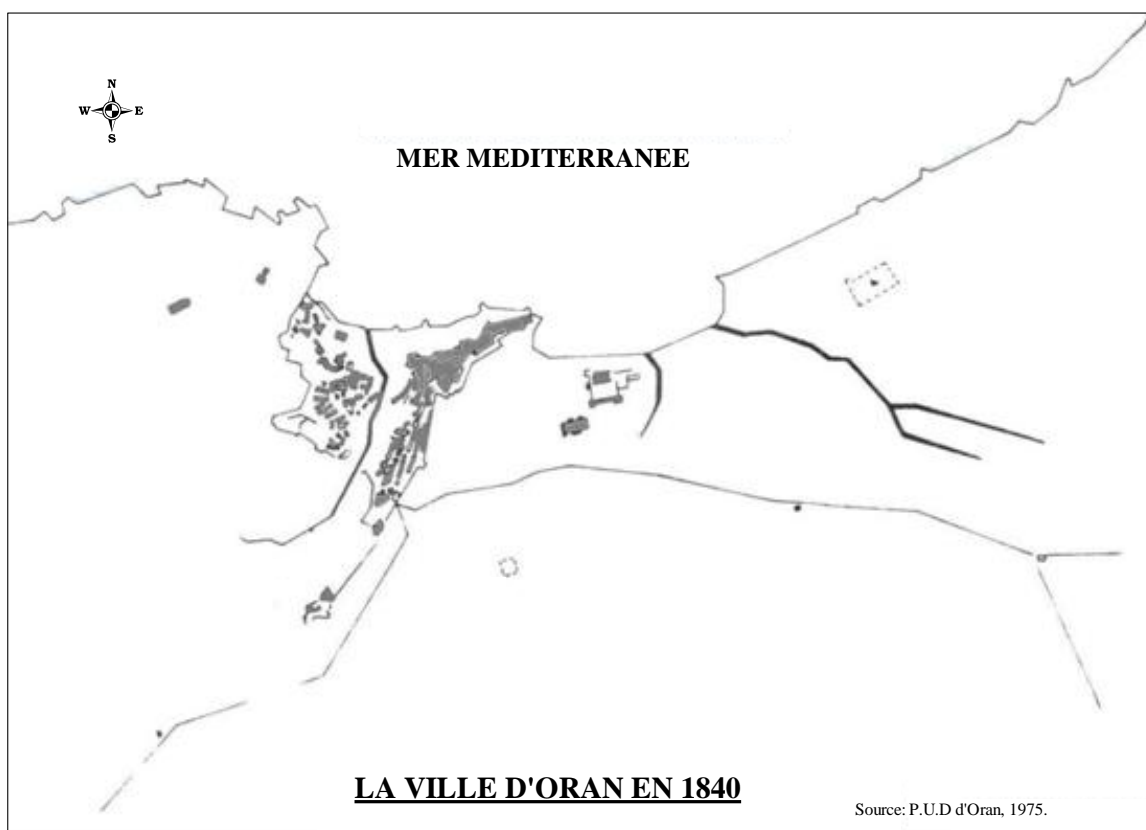 N
W E
S
MER MEDITERRANEE
LA VILLE D'ORAN EN 1840
Source: P.U.D d'Oran, 1975.